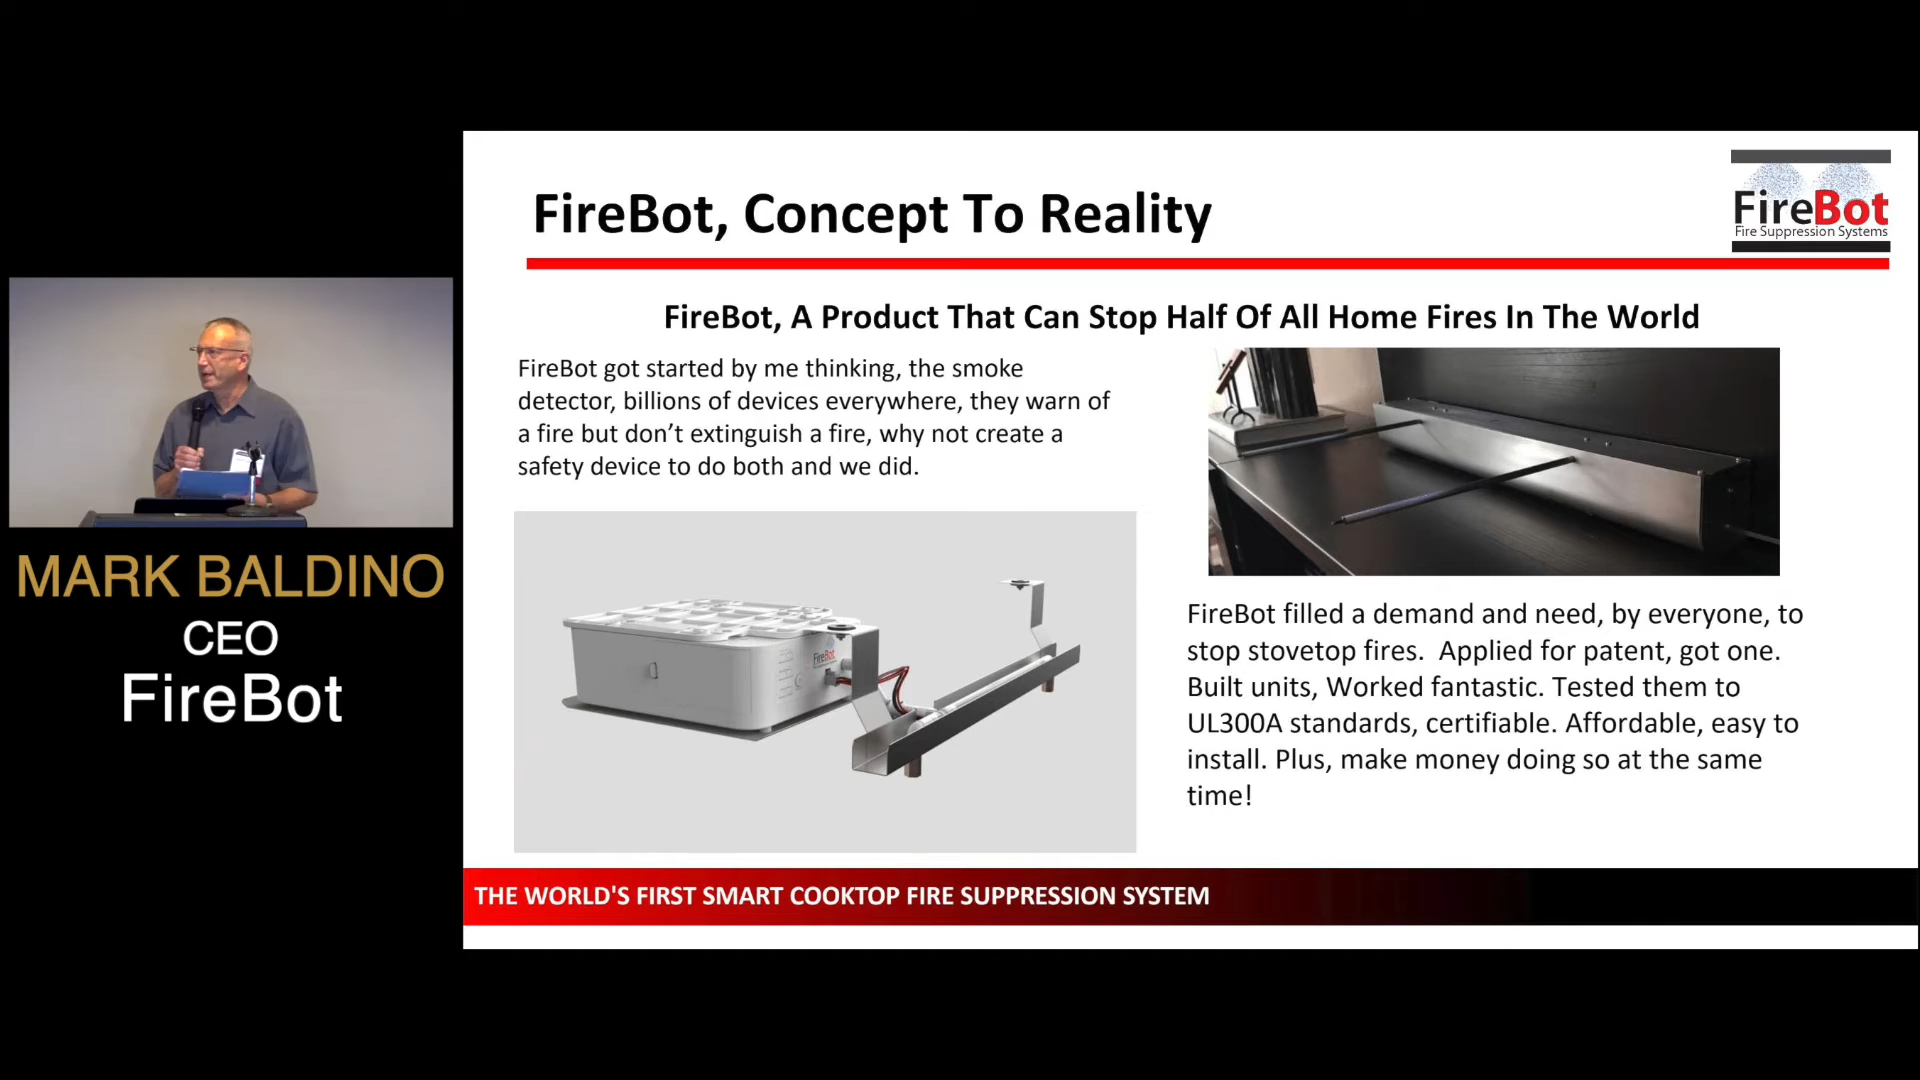 FireBot, Concept To Reality
FireBot
Fire Suppression Systems
FireBot, A Product That Can Stop Half Of All Home Fires In The World
FireBot got started by me thinking, the smoke
detector, billions of devices everywhere, they warn of
a fire but don’t extinguish a fire, why not create a
safety device to do both and we did.
FireBot
FireBot filled a demand and need, by everyone, to
stop stovetop fires.  Applied for patent, got one.
Built units, Worked fantastic. Tested them to
UL300A standards, certifiable. Affordable, easy to
install. Plus, make money doing so at the same
time!
THE WORLD'S FIRST SMART COOKTOP FIRE SUPPRESSION SYSTEM
MARK BALDINO
CEO
FireBot